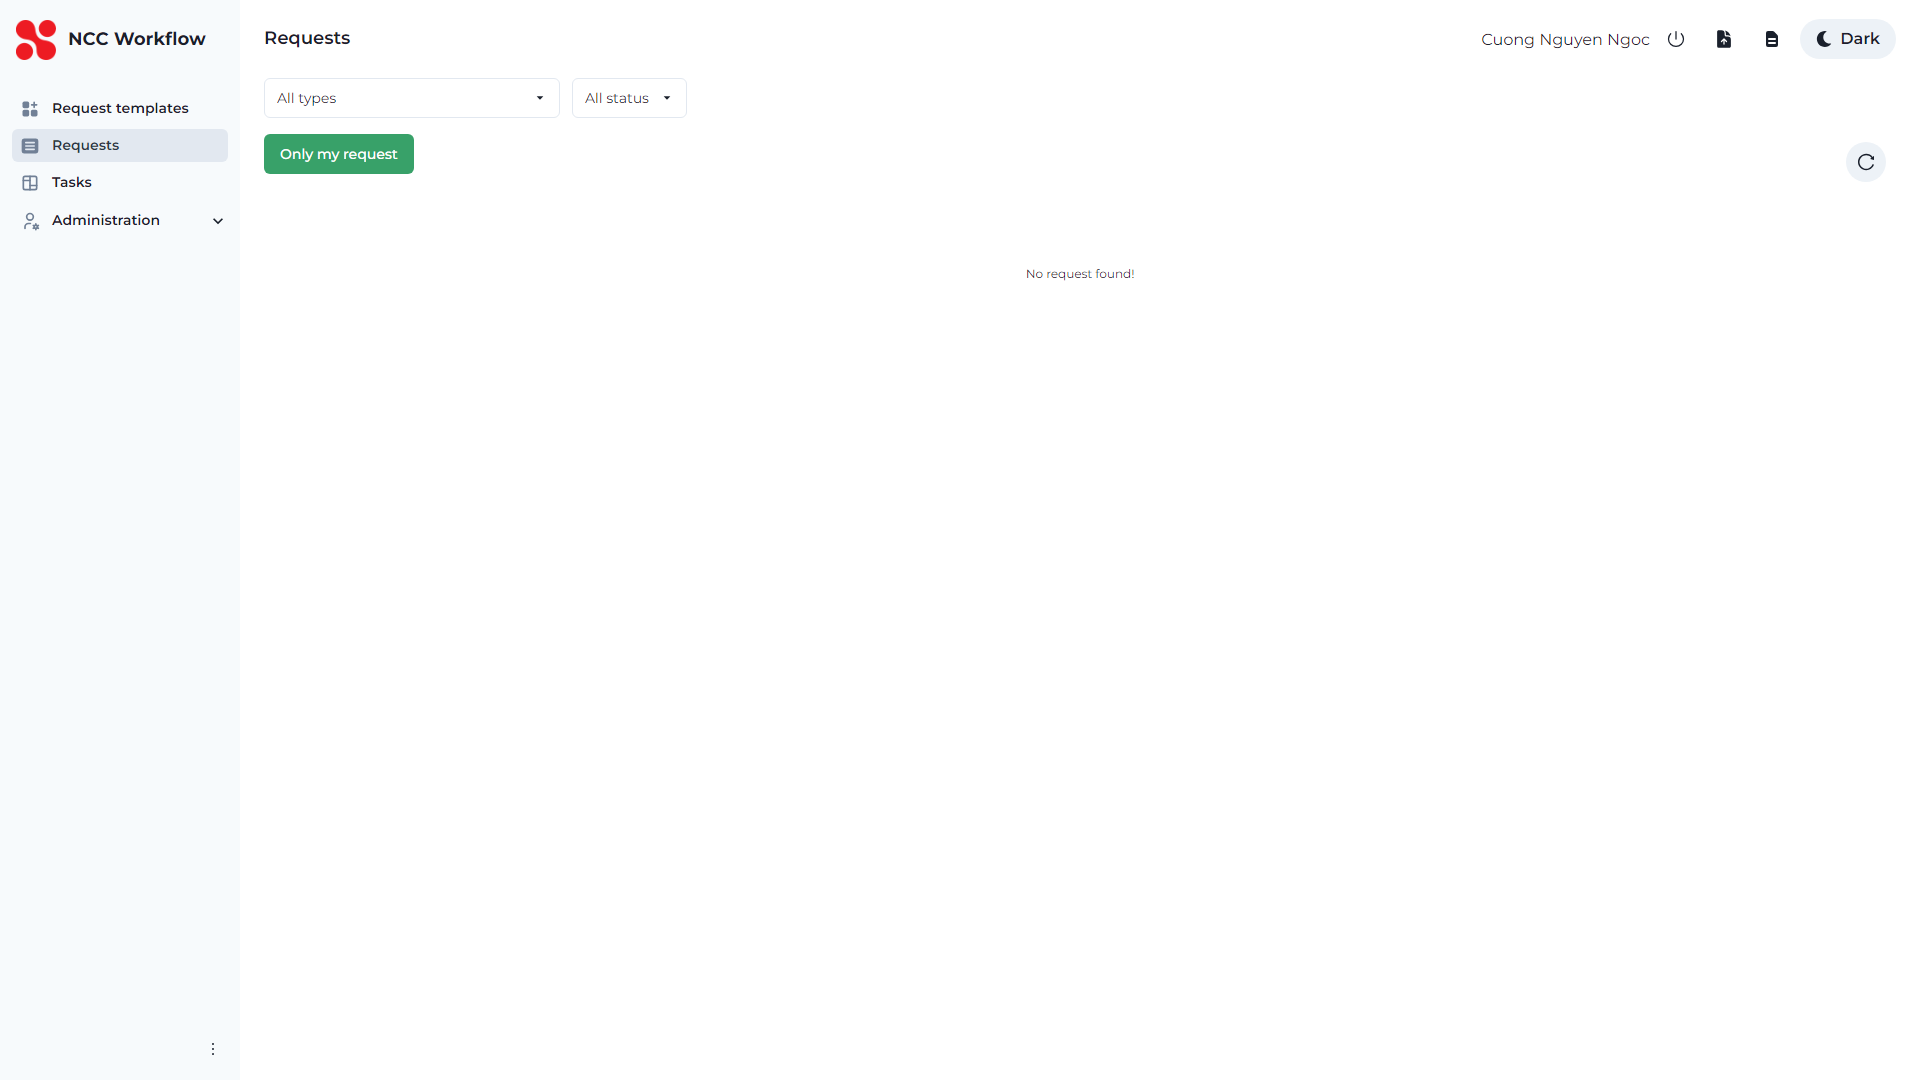 NCC Workflow
Request templates
Requests
Tasks
Administration
Requests
Cuong Nguyen Ngoc
Dark
All types
All status
Only my request
No request found!